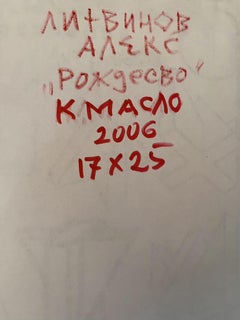 ЛИТВИНОВ
АЛЕКС
„РОЖДЕСВО“
К МАСЛО
2006
17 Х 25